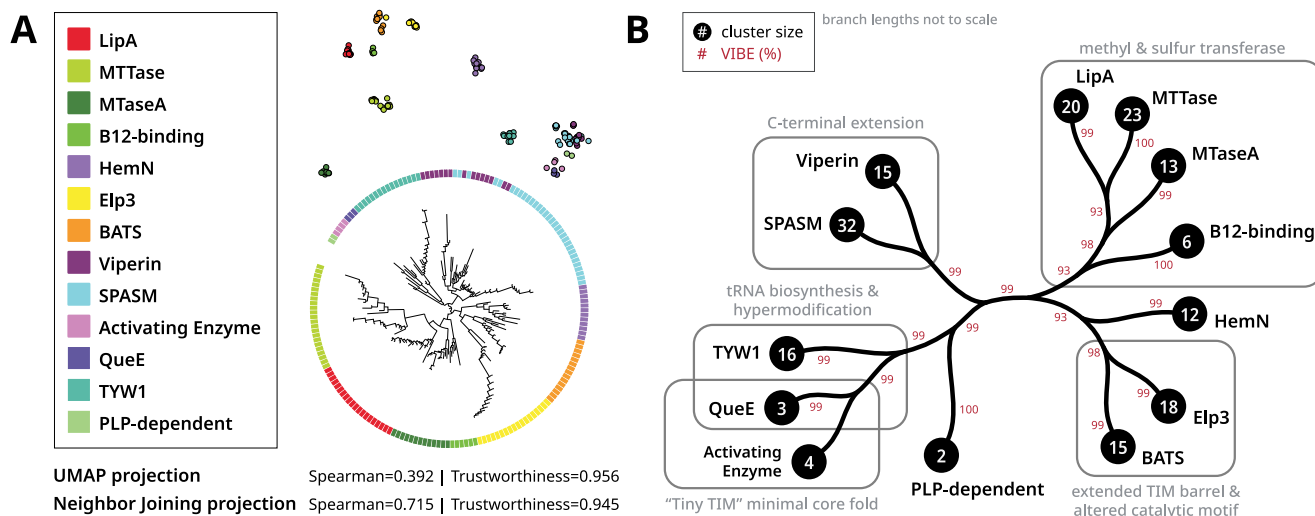 A
LipA
MTTase
MTaseA
B12-binding
HemN
Elp3
BATS
Viperin
SPASM
Activating Enzyme
QueE
TYW1
PLP-dependent
UMAP projection Spearman=0.392 | Trustworthiness=0.956
Neighbor Joining projection Spearman=0.715 | Trustworthiness=0.945
B
# cluster size
# VIBE (%)
branch lengths not to scale
methyl & sulfur transferase
LipA
20
MTTase
23
99
100
MTaseA
13
99
93
98
B12-binding
6
100
93
C-terminal extension
Viperin
15
SPASM
32
99
99
tRNA biosynthesis &
hypermodification
TYW1
16
99
99
99
QueE
3
99
99
Activating
Enzyme
4
"Tiny TIM" minimal core fold
100
2
PLP-dependent
93
99
12
HemN
98
99
18
Elp3
99
15
BATS
extended TIM barrel &
altered catalytic motif